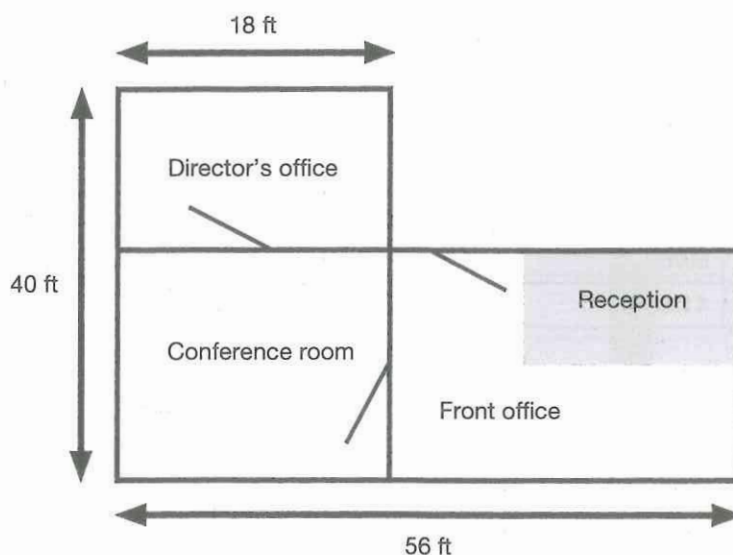 18 ft
Director's office
40 ft
Reception
Conference room
Front office
56 ft